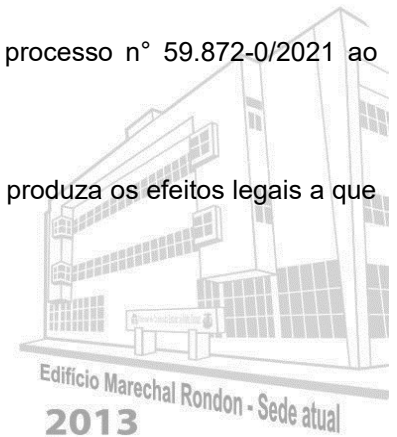 processo n° 59.872-0/2021 ao
produza os efeitos legais a que
Edifício Marechal Rondon - Sede atual
2013